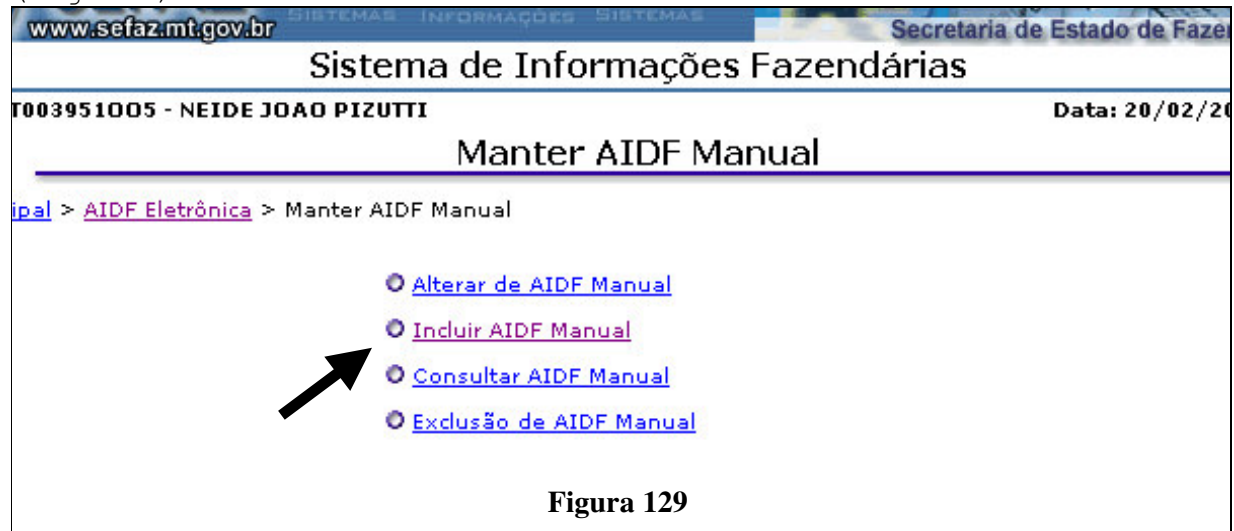 www.sefaz.mt.gov.br SISTEMAS INFORMAÇÕES SISTEMAS
Secretaria de Estado de Fazen
Sistema de Informações Fazendárias
T003951OO5 - NEIDE JOAO PIZUTTI Data: 20/02/20
Manter AIDF Manual
ipal > AIDF Eletrônica > Manter AIDF Manual
Alterar de AIDF Manual
Incluir AIDF Manual
Consultar AIDF Manual
Exclusão de AIDF Manual
Figura 129